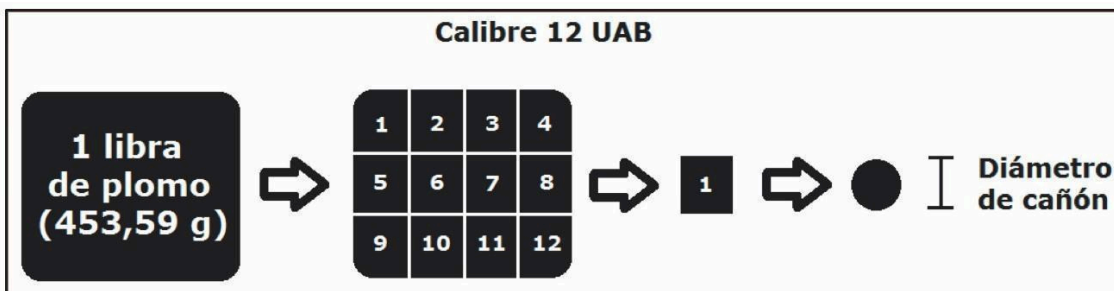 Calibre 12 UAB
1 libra
de plomo
(453,59 g)
1 2 3 4
5 6 7 8
9 10 11 12
1
Diámetro
de cañón